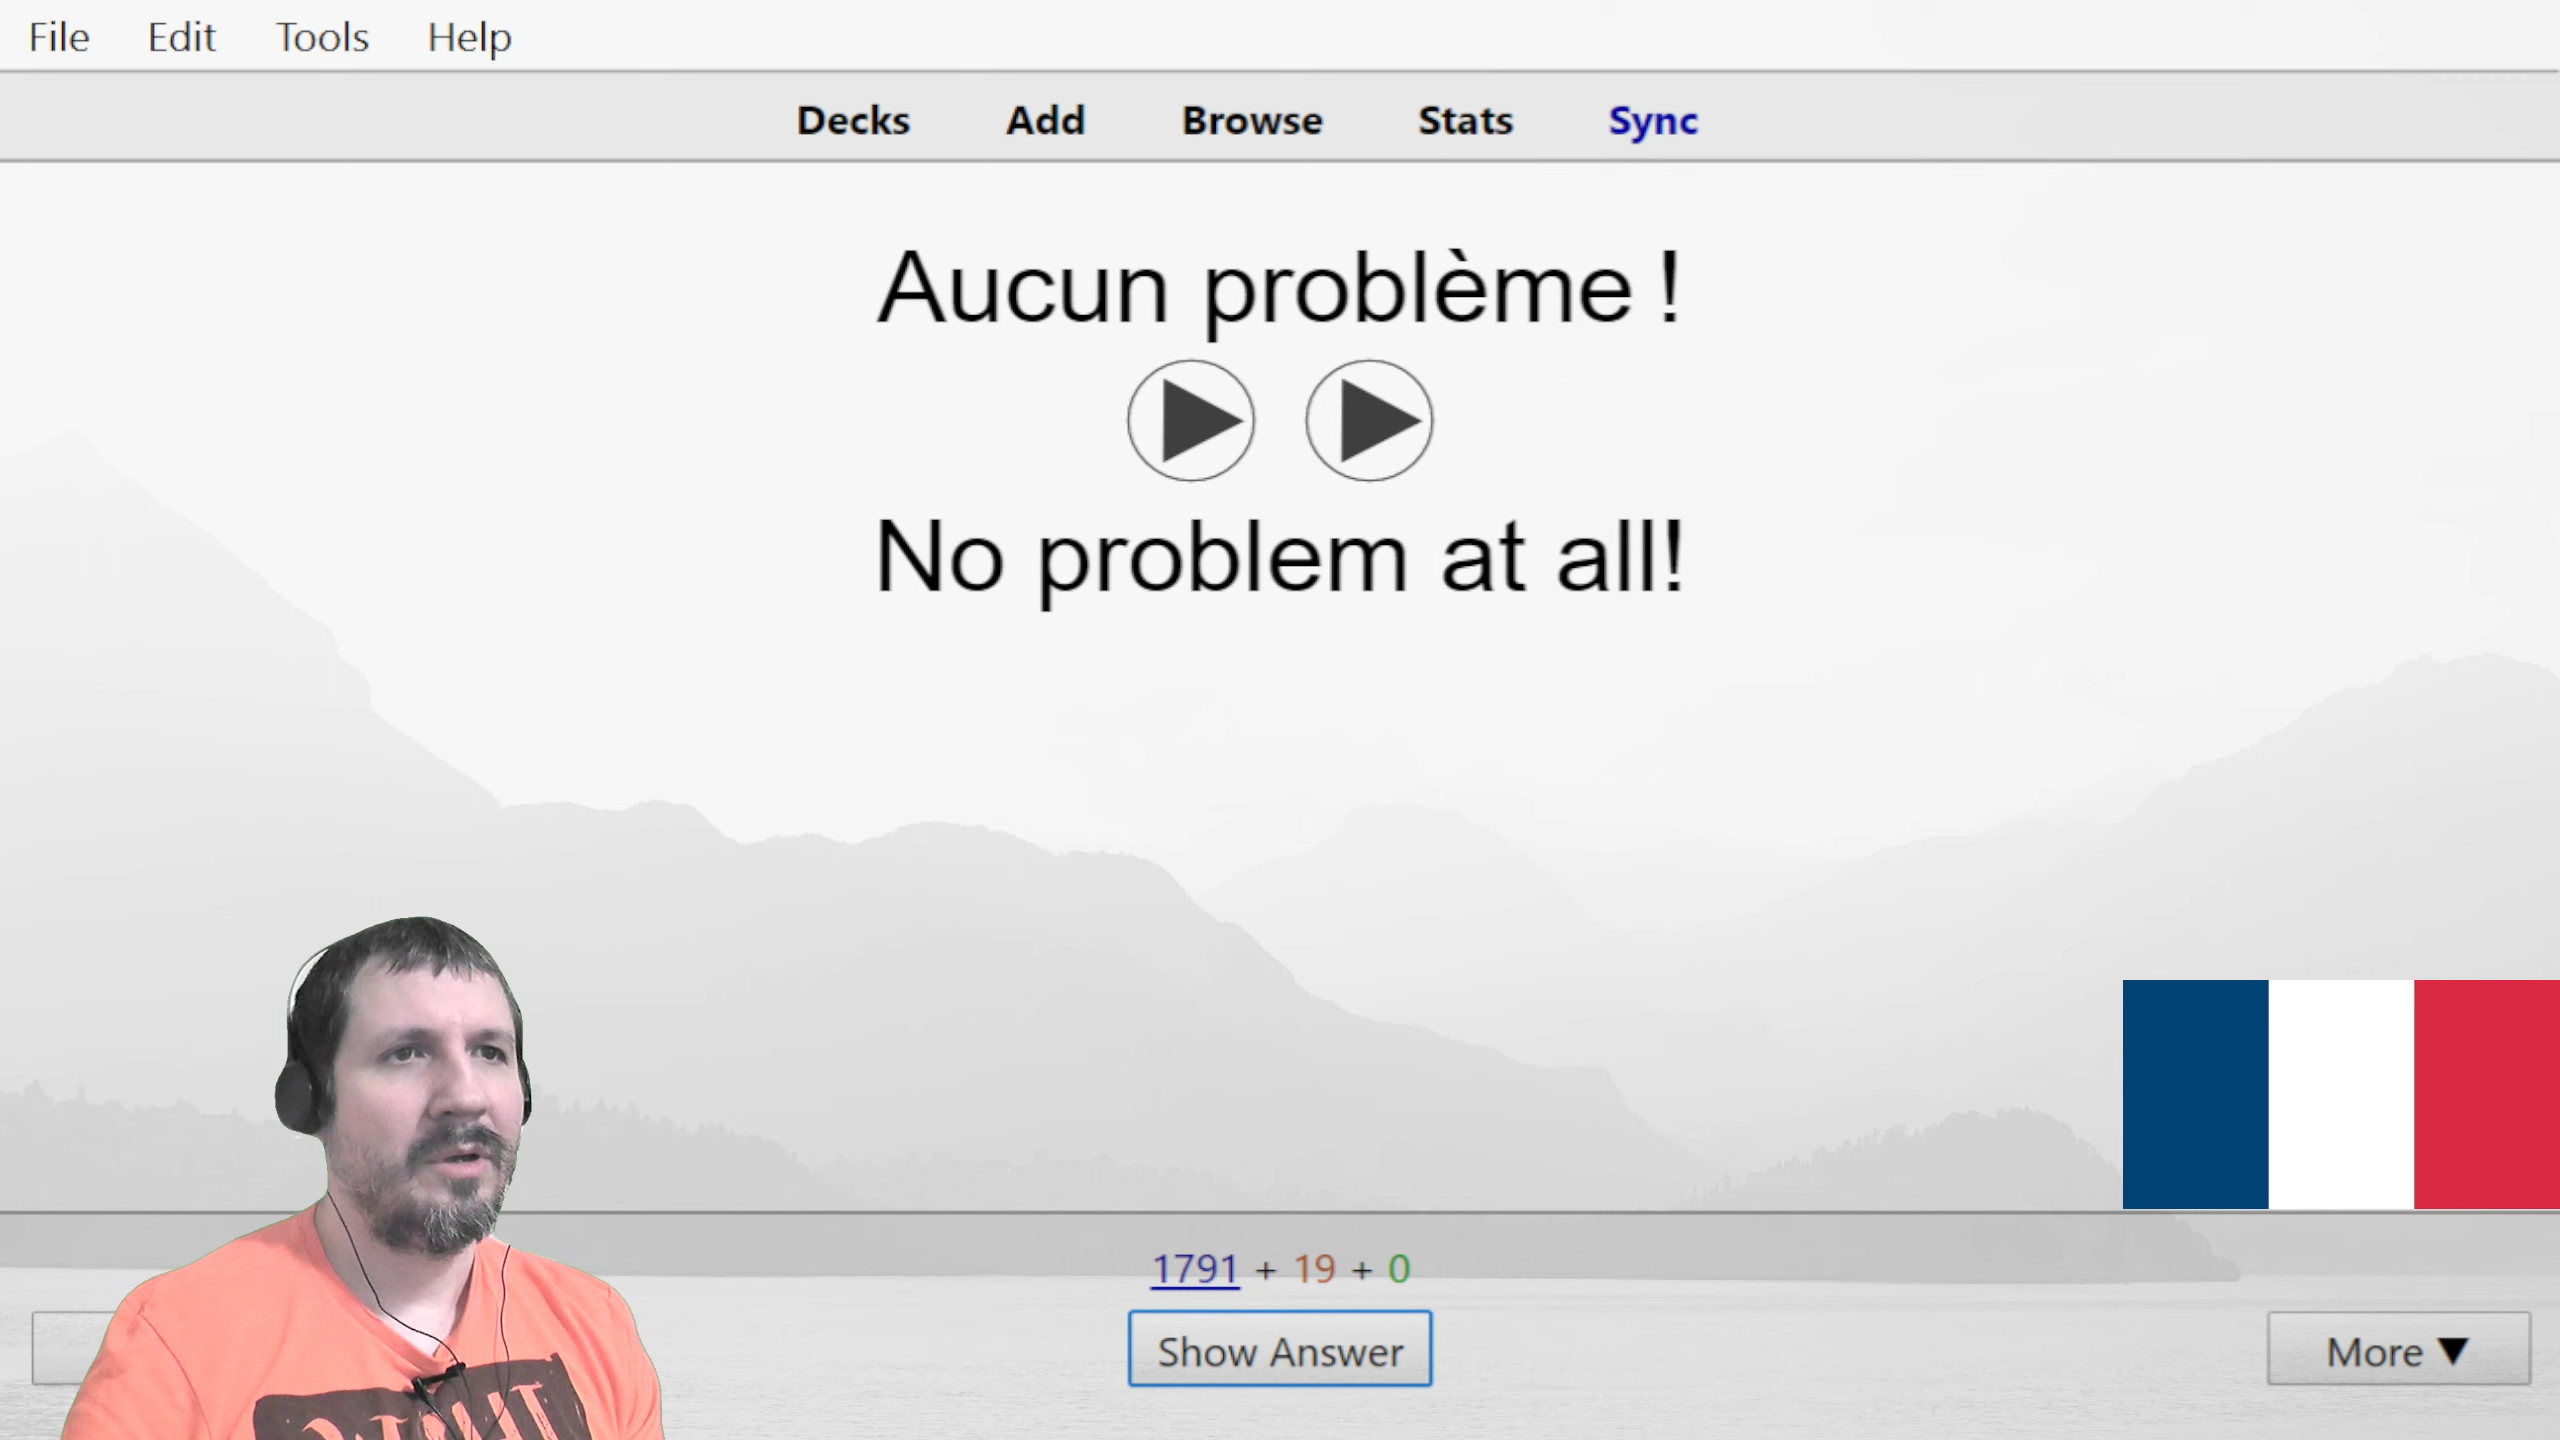 File Edit Tools Help
Decks Add Browse Stats Sync
Aucun problème !
No problem at all!
1791 + 19 + 0
Show Answer
More ▼